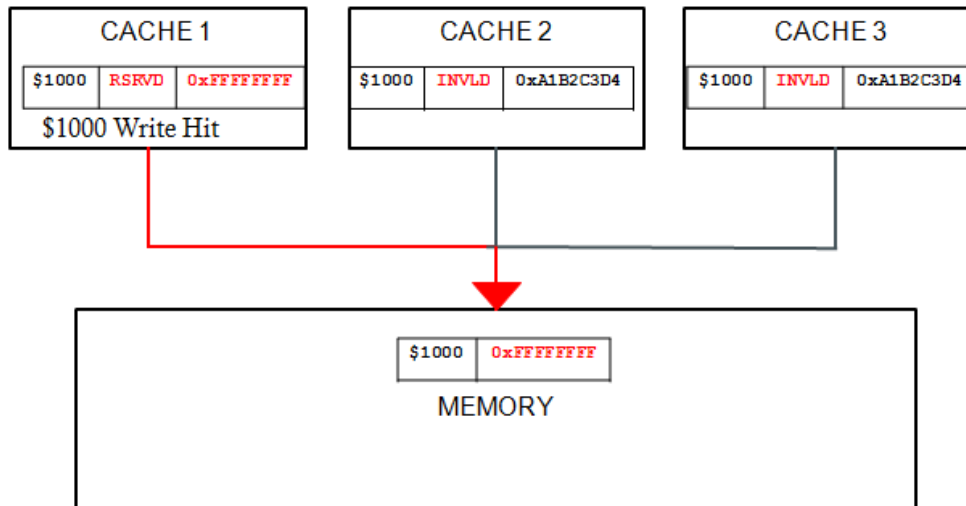 CACHE 1
$1000 RSRVD 0xFFFFFFFF
$1000 Write Hit
CACHE 2
$1000 INVLD 0xA1B2C3D4
CACHE 3
$1000 INVLD 0xA1B2C3D4
$1000 0xFFFFFFFF
MEMORY